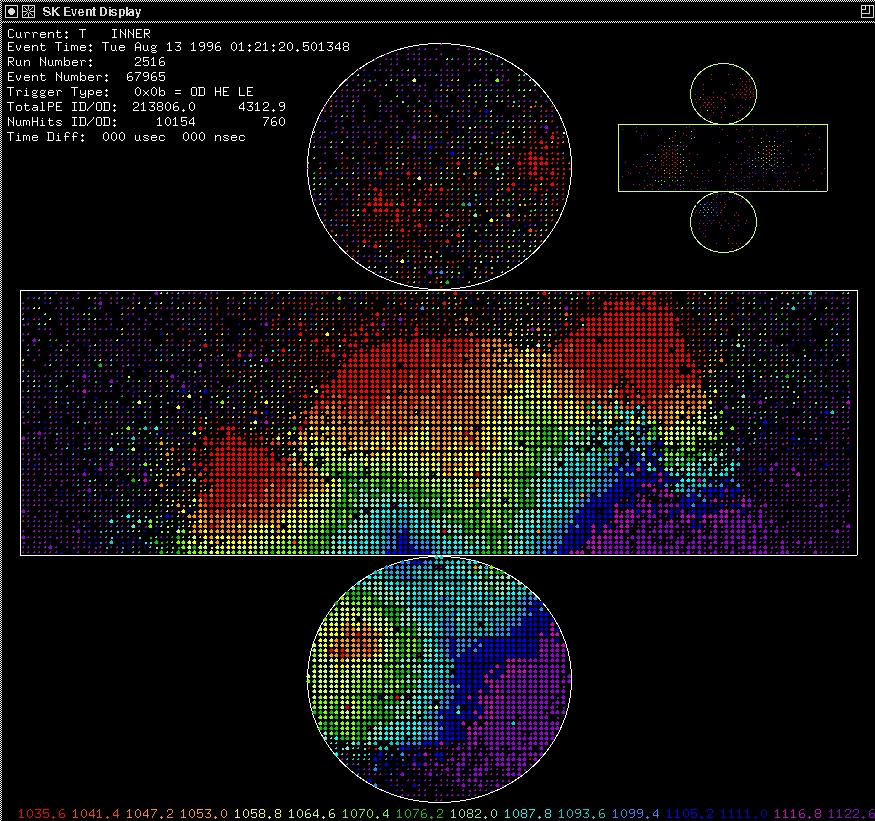 SK Event Display
Current: T   INNER
Event Time: Tue Aug 13 1996 01:21:20.501348
Run Number:     2516
Event Number:  67965
Trigger Type:   0x0b = OD HE LE
TotalPE ID/OD:  213806.0     4312.9
NumHits ID/OD:     10154        760
Time Diff:  000 usec  000 nsec
1035.6 1041.4 1047.2 1053.0 1058.8 1064.6 1070.4 1076.2 1082.0 1087.8 1093.6 1099.4 1105.2 1111.0 1116.8 1122.6